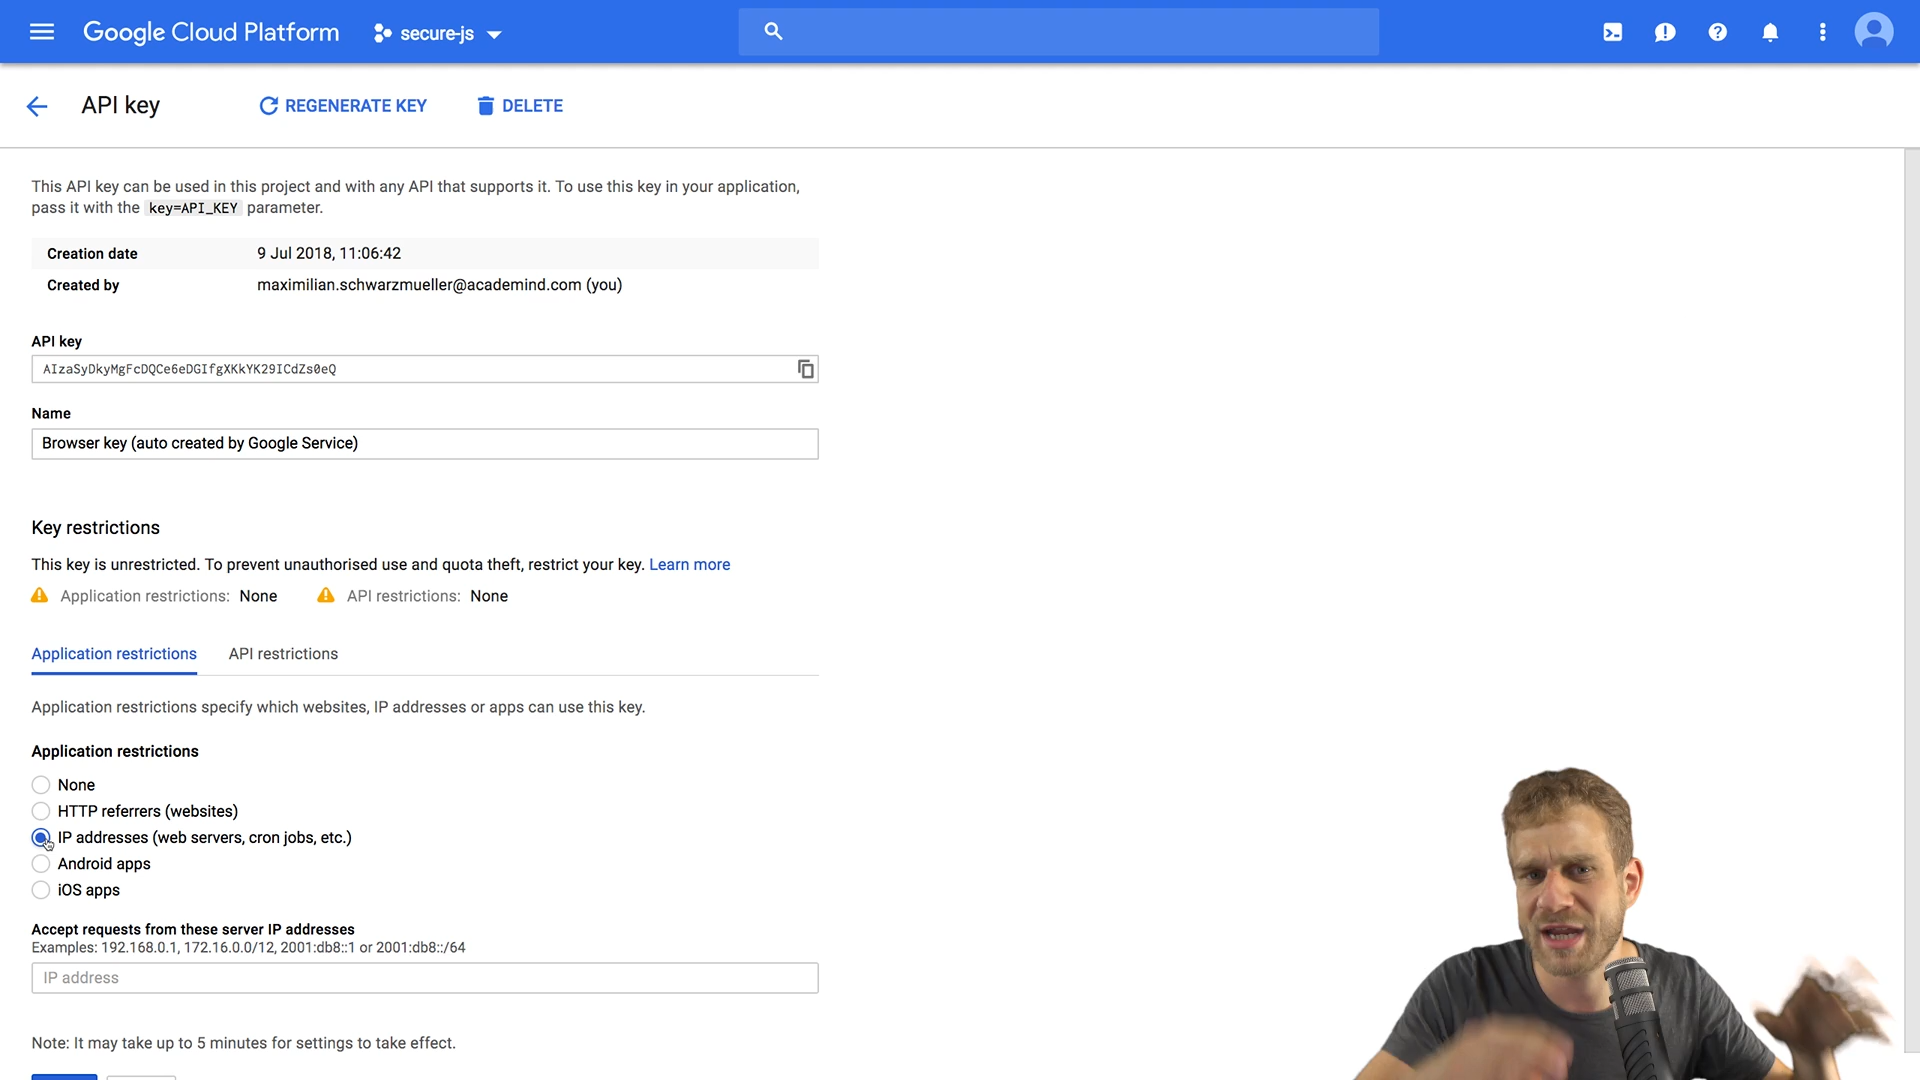 Google Cloud Platform
secure-js
API key
REGENERATE KEY
DELETE
This API key can be used in this project and with any API that supports it. To use this key in your application,
pass it with the key=API_KEY parameter.
Creation date 9 Jul 2018, 11:06:42
Created by maximilian.schwarzmueller@academind.com (you)
API key
AIzaSyDkyMgFcDQCe6eDGIfgXKkYK29ICdZs0eQ
Name
Browser key (auto created by Google Service)
Key restrictions
This key is unrestricted. To prevent unauthorised use and quota theft, restrict your key. Learn more
Application restrictions: None API restrictions: None
Application restrictions API restrictions
Application restrictions specify which websites, IP addresses or apps can use this key.
Application restrictions
None
HTTP referrers (websites)
IP addresses (web servers, cron jobs, etc.)
Android apps
iOS apps
Accept requests from these server IP addresses
Examples: 192.168.0.1, 172.16.0.0/12, 2001:db8::1 or 2001:db8::/64
IP address
Note: It may take up to 5 minutes for settings to take effect.